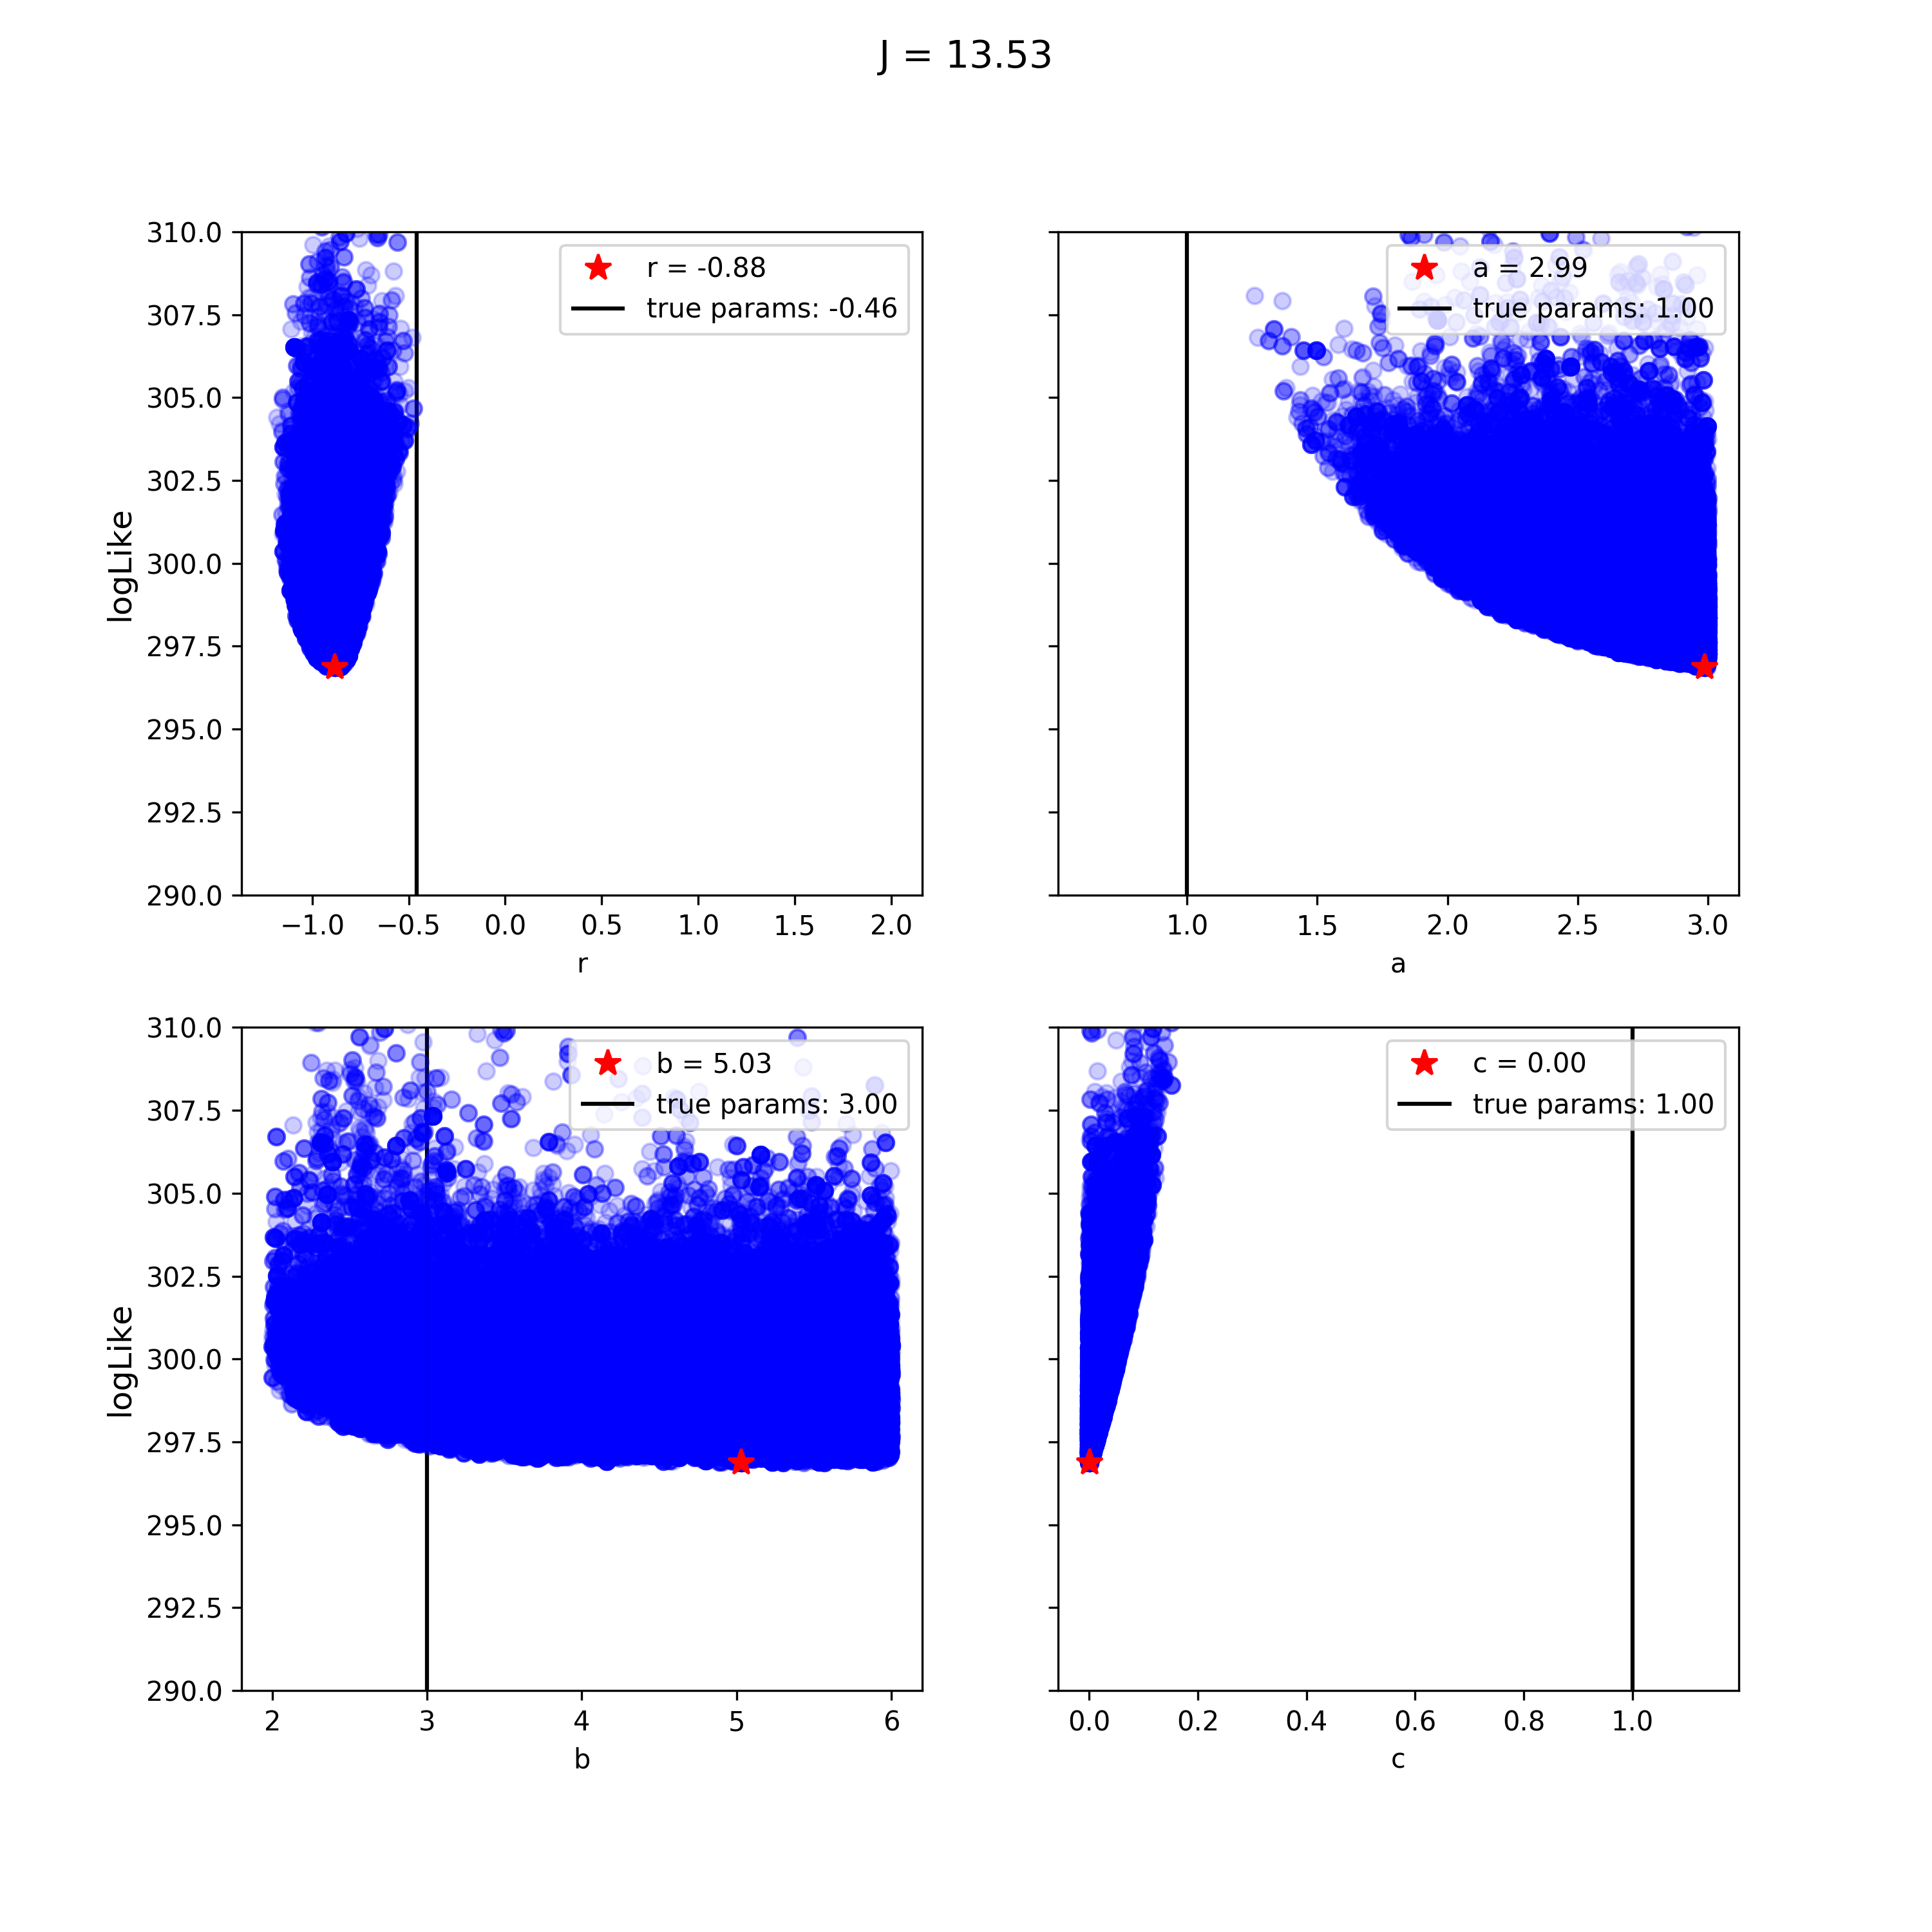 J = 13.53
310.0
307.5
305.0
302.5
300.0
297.5
295.0
292.5
290.0
logLike
r = -0.88
true params: -0.46
−1.0 −0.5 0.0 0.5 1.0 1.5 2.0
r
a = 2.99
true params: 1.00
1.0 1.5 2.0 2.5 3.0
a
310.0
307.5
305.0
302.5
300.0
297.5
295.0
292.5
290.0
logLike
b = 5.03
true params: 3.00
2 3 4 5 6
b
c = 0.00
true params: 1.00
0.0 0.2 0.4 0.6 0.8 1.0
c